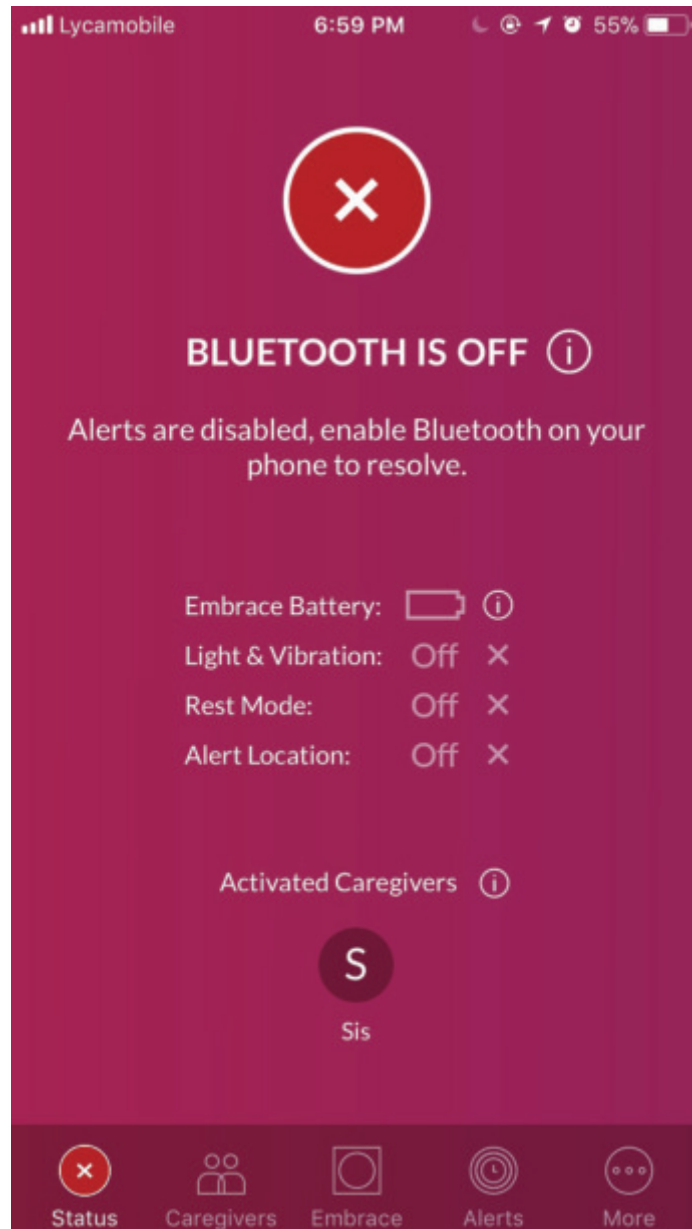 Lycamobile 6:59 PM 55%
×
BLUETOOTH IS OFF i
Alerts are disabled, enable Bluetooth on your
phone to resolve.
Embrace Battery: i
Light & Vibration: Off ×
Rest Mode: Off ×
Alert Location: Off ×
Activated Caregivers i
S
Sis
Status Caregivers Embrace Alerts More